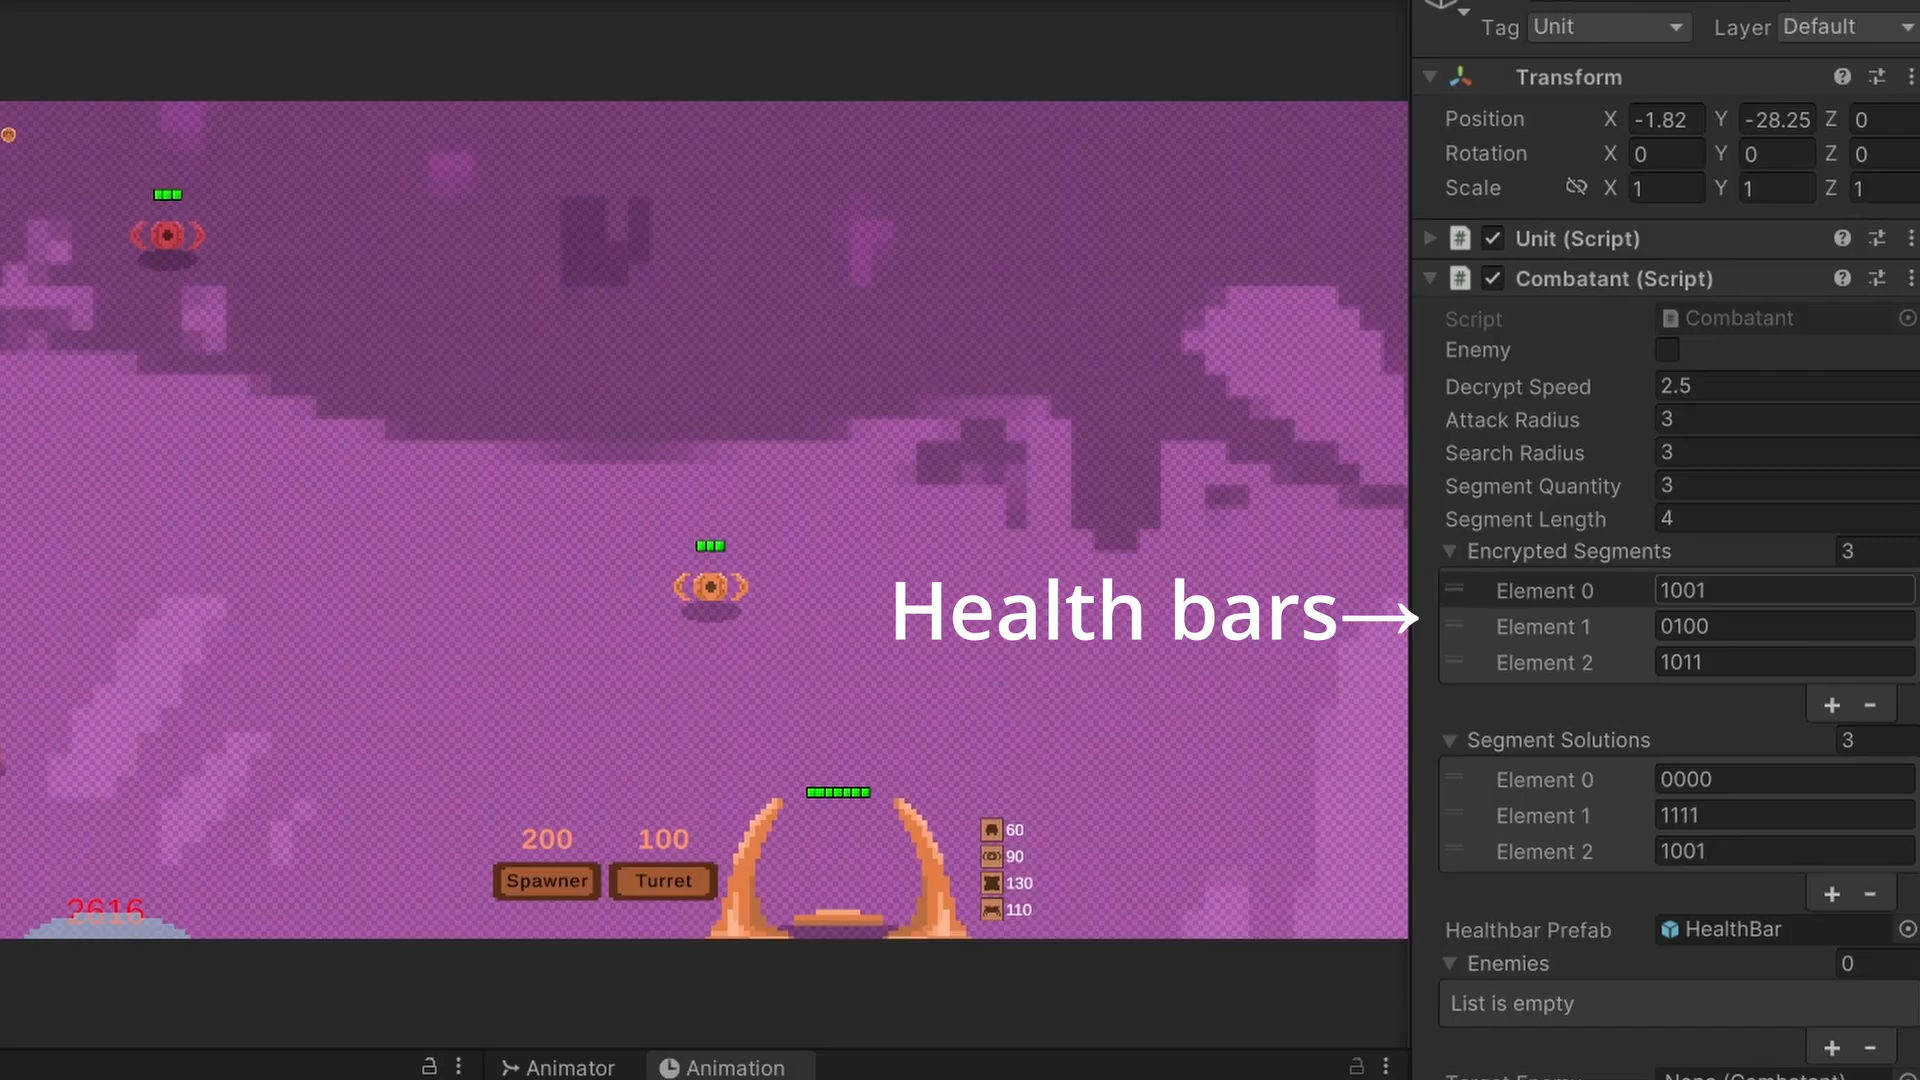 Tag Unit Layer Default
Transform
Position X -1.82 Y -28.25 Z 0
Rotation X 0 Y 0 Z 0
Scale X 1 Y 1 Z 1
# Unit (Script)
# Combatant (Script)
Script # Combatant
Enemy
Decrypt Speed 2.5
Attack Radius 3
Search Radius 3
Segment Quantity 3
Segment Length 4
Encrypted Segments 3
Element 0 1001
Element 1 0100
Element 2 1011
+ -
Segment Solutions 3
Element 0 0000
Element 1 1111
Element 2 1001
+ -
Healthbar Prefab HealthBar
Enemies 0
List is empty
+ -
Health bars→
200 100
Spawner Turret
60
90
130
110
2616
Animator Animation